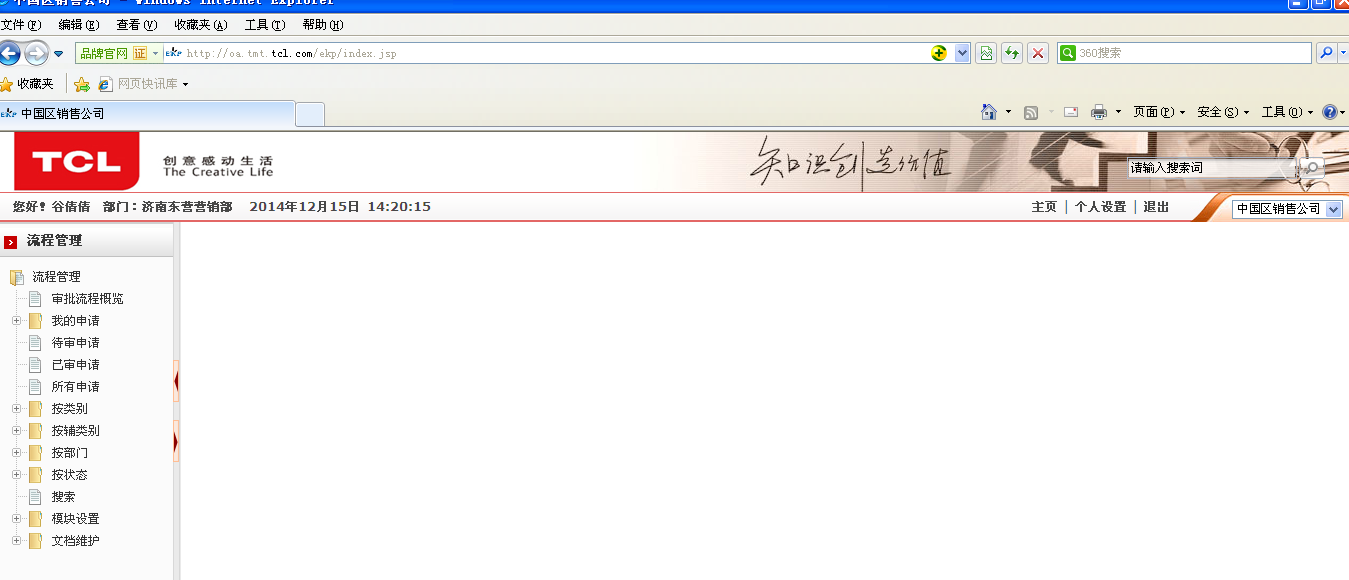 中国区销售公司 - Windows Internet Explorer
文件(F) 编辑(E) 查看(V) 收藏夹(A) 工具(T) 帮助(H)
品牌官网 证 EKP http://oa.tmt.tcl.com/ekp/index.jsp 360搜索
收藏夹 网页快讯库
EKP 中国区销售公司 页面(P) 安全(S) 工具(O)
TCL 创意感动生活
The Creative Life
知识创造价值
请输入搜索词
您好! 谷倩倩 部门:济南东营营销部 2014年12月15日 14:20:15 主页 | 个人设置 | 退出 中国区销售公司
流程管理
流程管理
审批流程概览
我的申请
待审申请
已审申请
所有申请
按类别
按辅类别
按部门
按状态
搜索
模块设置
文档维护